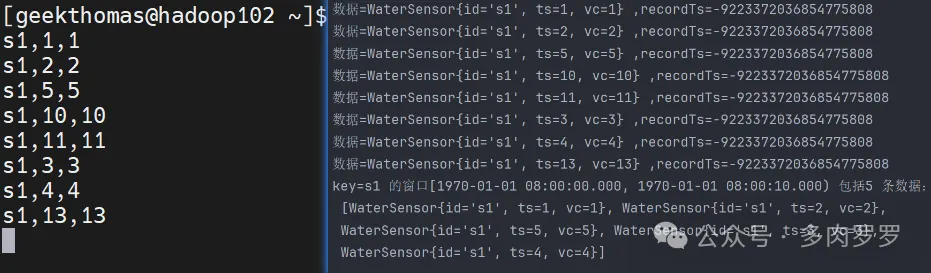 [geekthomas@hadoop102 ~]$
s1,1,1
s1,2,2
s1,5,5
s1,10,10
s1,11,11
s1,3,3
s1,4,4
s1,13,13
数据=WaterSensor{id='s1', ts=1, vc=1} ,recordTs=-9223372036854775808
数据=WaterSensor{id='s1', ts=2, vc=2} ,recordTs=-9223372036854775808
数据=WaterSensor{id='s1', ts=5, vc=5} ,recordTs=-9223372036854775808
数据=WaterSensor{id='s1', ts=10, vc=10} ,recordTs=-9223372036854775808
数据=WaterSensor{id='s1', ts=11, vc=11} ,recordTs=-9223372036854775808
数据=WaterSensor{id='s1', ts=3, vc=3} ,recordTs=-9223372036854775808
数据=WaterSensor{id='s1', ts=4, vc=4} ,recordTs=-9223372036854775808
数据=WaterSensor{id='s1', ts=13, vc=13} ,recordTs=-9223372036854775808
key=s1 的窗口[1970-01-01 08:00:00.000, 1970-01-01 08:00:10.000) 包括5 条数据:
[WaterSensor{id='s1', ts=1, vc=1}, WaterSensor{id='s1', ts=2, vc=2},
WaterSensor{id='s1', ts=5, vc=5}, WaterSensor{id='s1', vc=3},
WaterSensor{id='s1', ts=4, vc=4}]
公众号·多肉罗罗